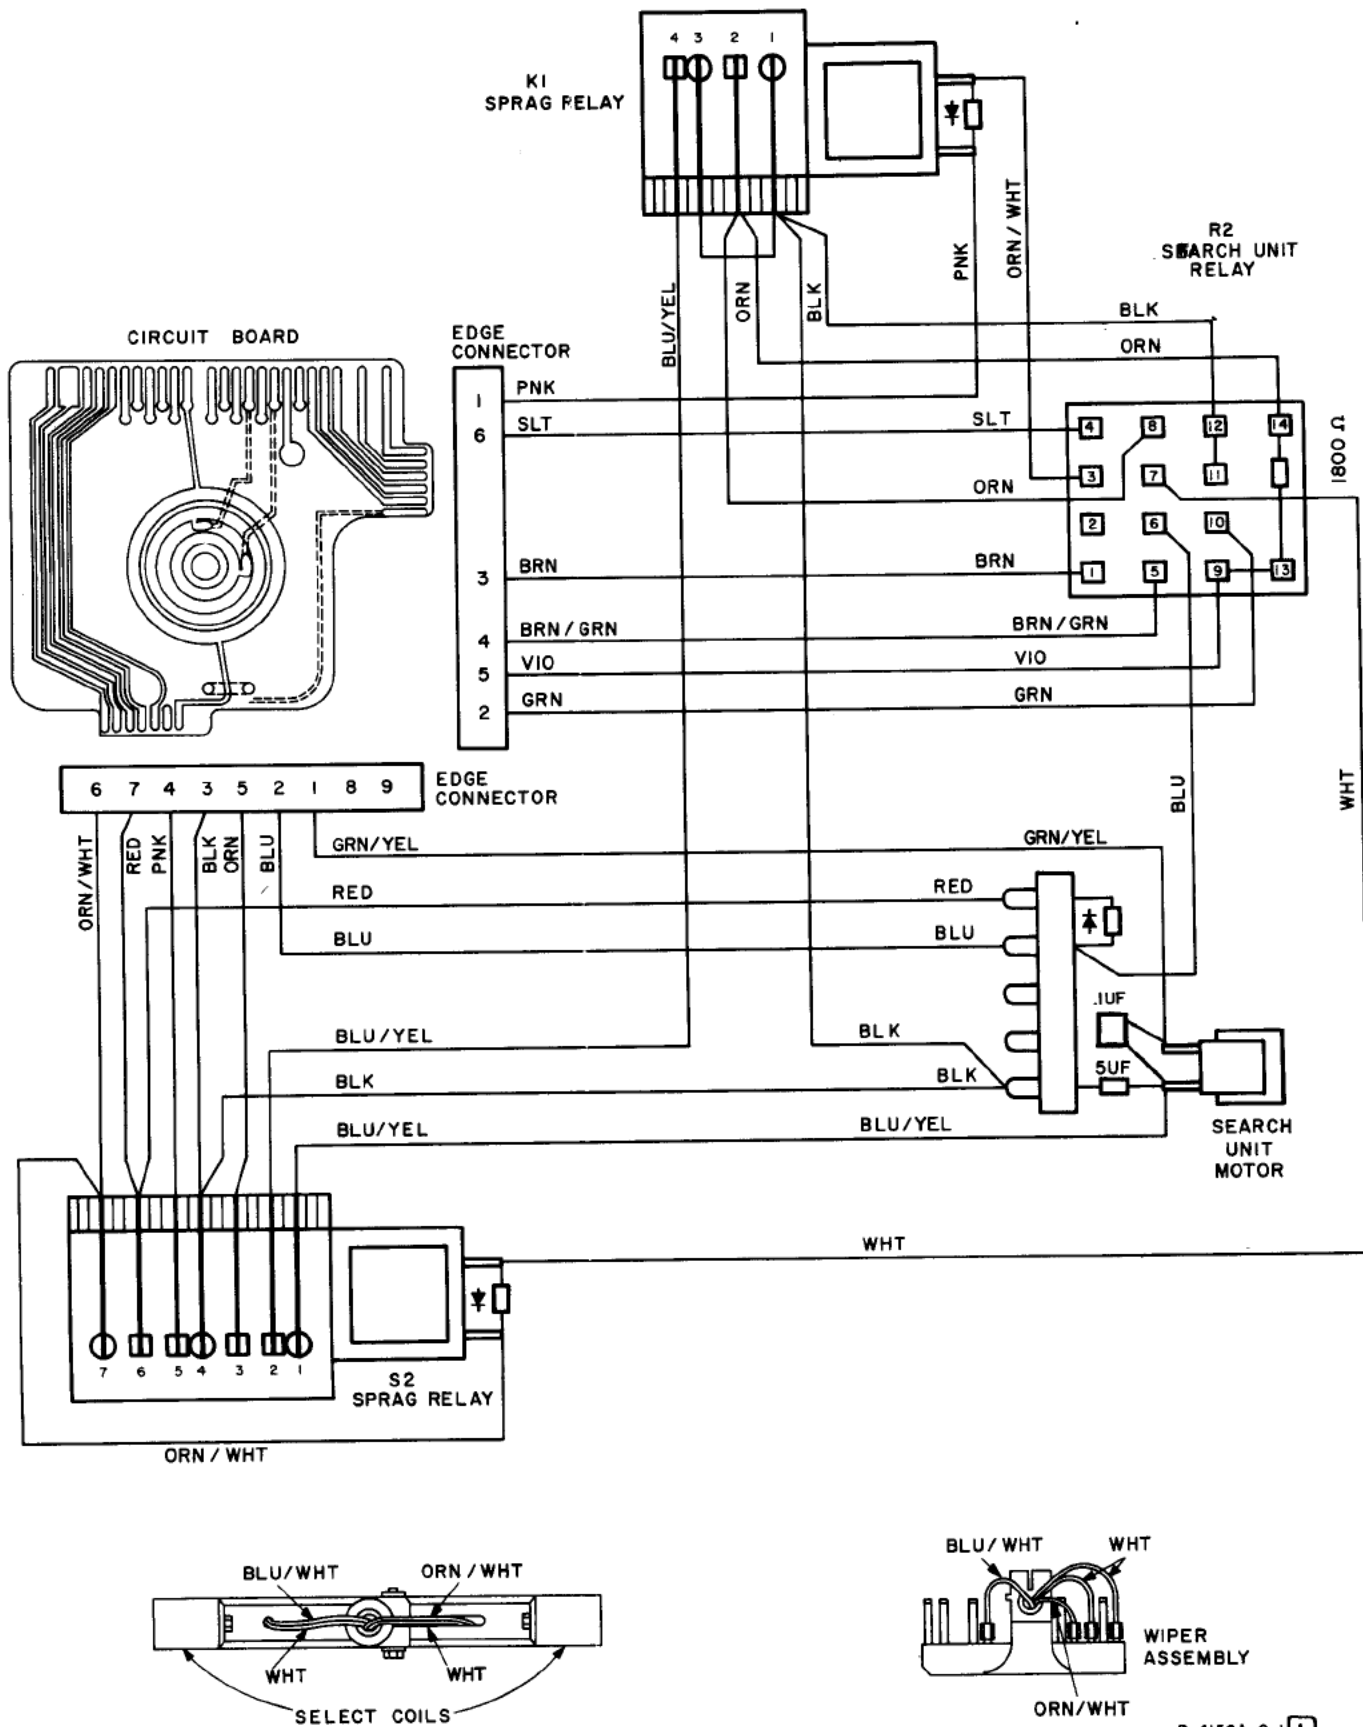 4 3 2 1
K1
SPRAG RELAY
ORN/WHT
PNK
BLU/YEL
ORN
BLK
R2
SEARCH UNIT
RELAY
BLK
ORN
CIRCUIT BOARD
EDGE
CONNECTOR
1 PNK
6 SLT
SLT
4 8 12 14
1800 Ω
3 7 11
ORN
2 6 10
3 BRN
BRN
1 5 9 13
4 BRN/GRN
BRN/GRN
5 VIO
VIO
2 GRN
GRN
BLU
WHT
6 7 4 3 5 2 1 8 9
EDGE
CONNECTOR
ORN/WHT
RED
PNK
BLK
ORN
BLU
GRN/YEL
GRN/YEL
RED
RED
BLU
BLU
.1UF
BLU/YEL
BLK
BLK
BLK
5UF
BLU/YEL
BLU/YEL
SEARCH
UNIT
MOTOR
WHT
7 6 5 4 3 2 1
S2
SPRAG RELAY
ORN/WHT
BLU/WHT
ORN/WHT
WHT
WHT
SELECT COILS
BLU/WHT
WHT
WIPER
ASSEMBLY
ORN/WHT